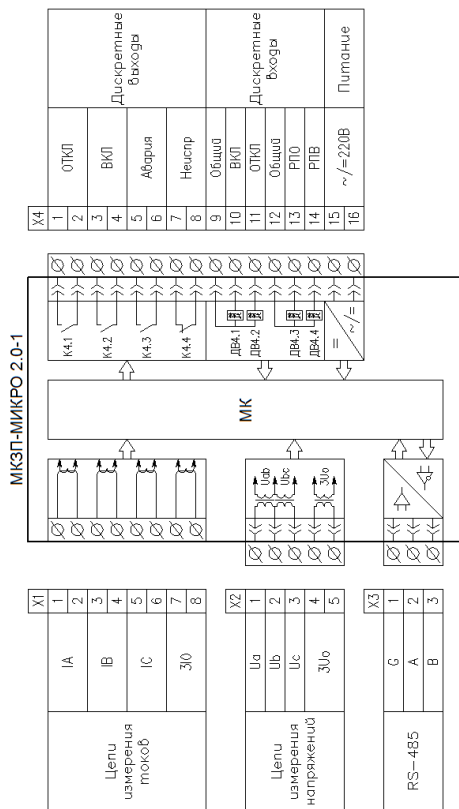 МКЗП-МИКРО 2.0-1
Цепи
измерения
токов
X1
IA
1
2
IB
3
4
IC
5
6
3I0
7
8
Цепи
измерения
напряжений
X2
Ua 1
Ub 2
Uc 3
3Uo
4
5
RS-485
X3
G 1
A 2
B 3
Uab
Ubc
3Uo
МК
К4.1
К4.2
К4.3
К4.4
ДВ4.1
ДВ4.2
ДВ4.3
ДВ4.4
=
~/=
X4
1
2
ОТКЛ
3
4
ВКЛ
5
6
Авария
7
8
Неиспр
Дискретные
выходы
9 Общий
10 ВКЛ
11 ОТКЛ
12 Общий
13 РПО
14 РПВ
Дискретные
входы
15
16
~/=220В
Питание